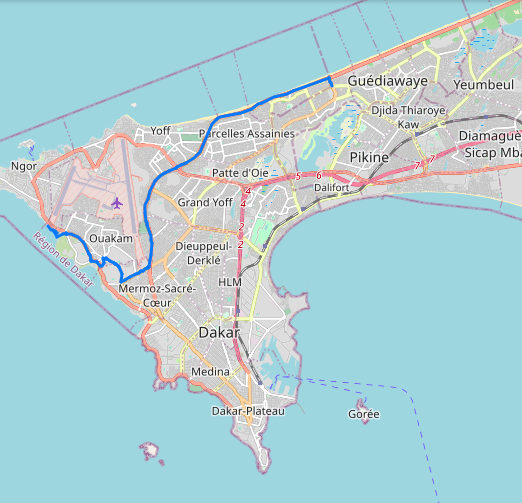 Guédiawaye
Yeumbeul
Djida Thiaroye
Kaw
Yoff
Parcelles Assainies
Diamagu
Sicap Mba
Ngor
Pikine
Patte d'Oie
5
6
7
7
4
4
Dalifort
Grand Yoff
2
2
Ouakam
Région de Dakar
Dieuppeul-
Derklé
HLM
Mermoz-Sacré-
Cœur
Dakar
Medina
Dakar-Plateau
Gorée